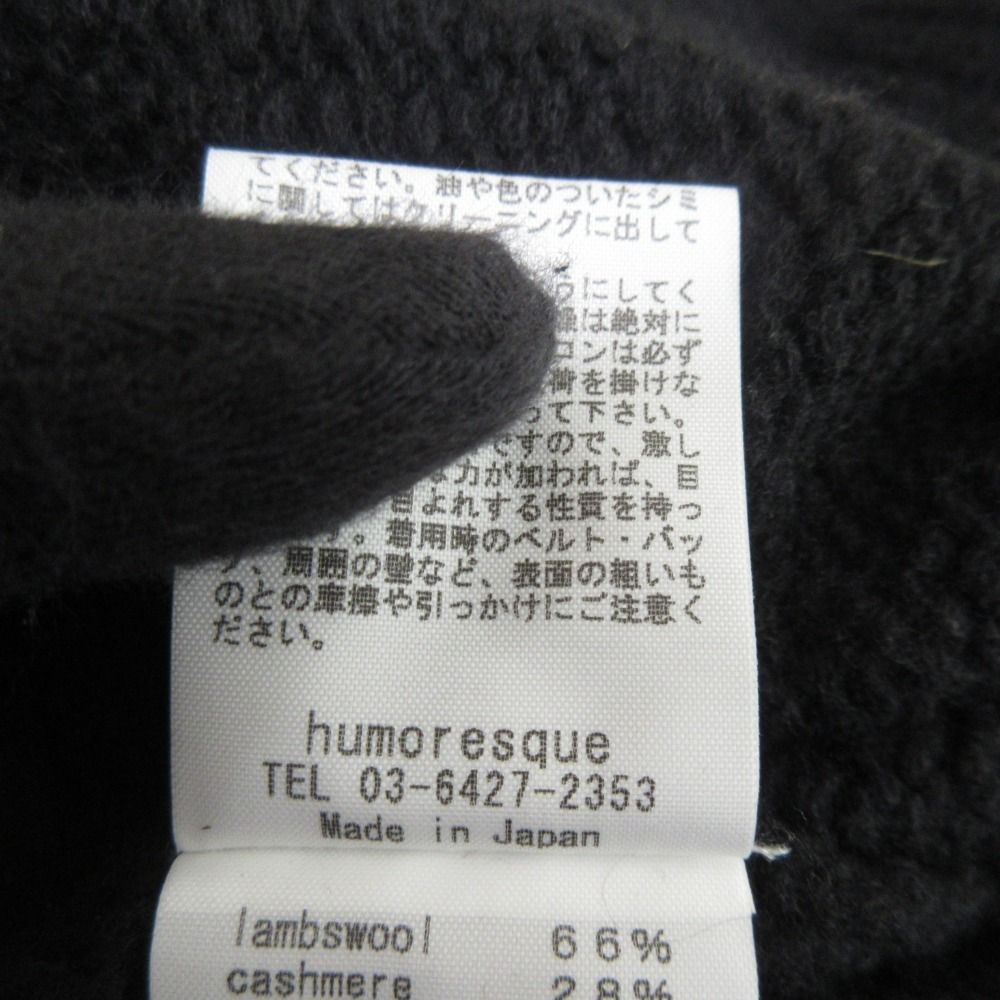 てください。油や色のついたシミ
に関してはクリーニングに出して
うにしてく
燥は絶対に
ロンは必ず
荷を掛けな
って下さい。
ですので、激し
な力が加われば、目
目よれする性質を持っ
す。着用時のベルト・バッ
グ、周囲の壁など、表面の粗いも
のとの摩擦や引っかけにご注意く
ださい。
humoresque
TEL 03-6427-2353
Made in Japan
lambswool 66%
cashmere 28%